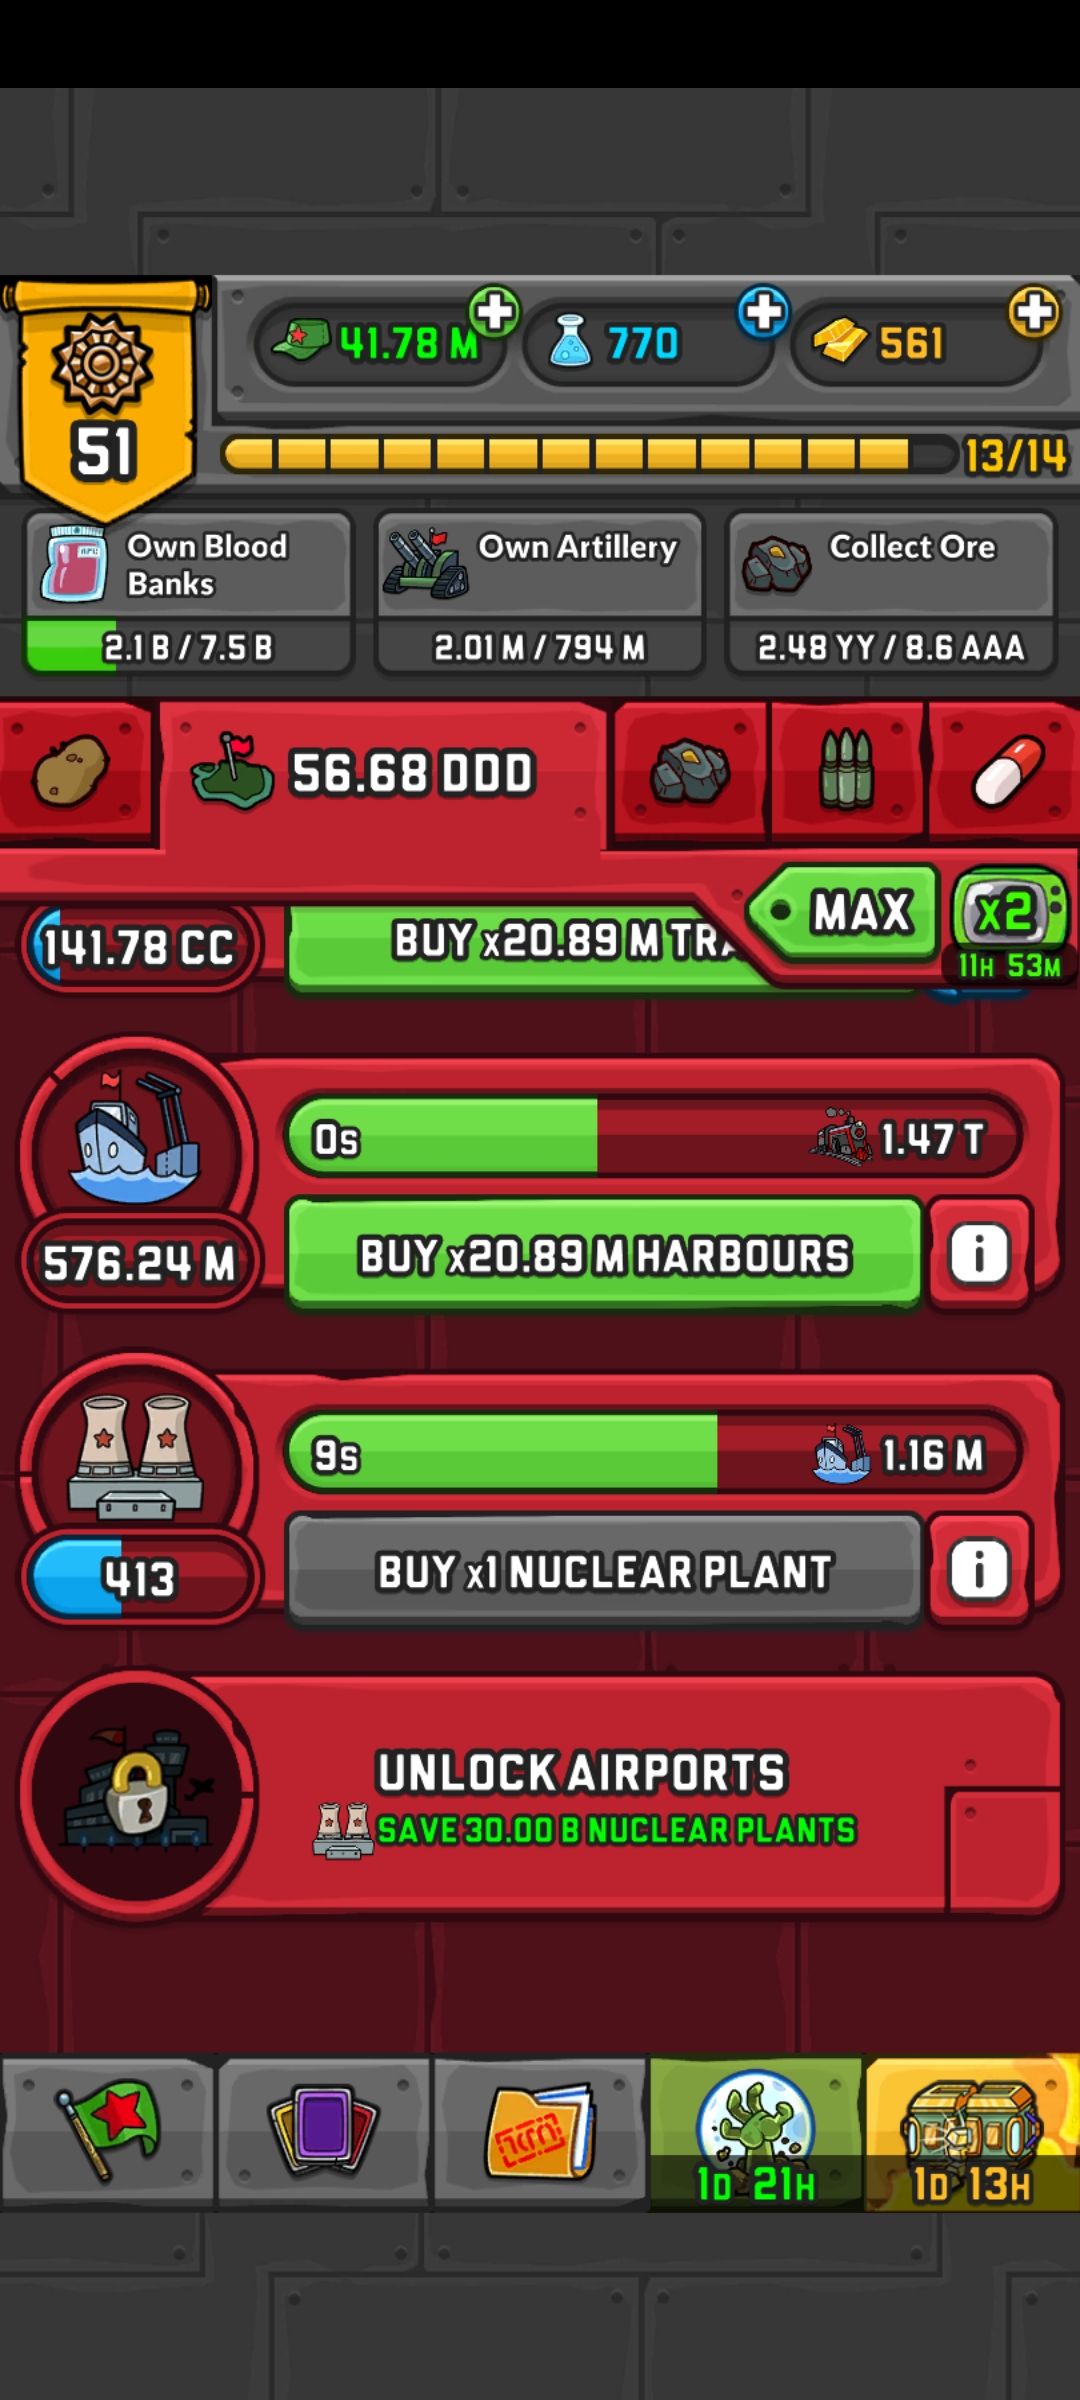 41.78 M
770
561
51
13/14
Own Blood
Banks
Own Artillery
Collect Ore
2.1 B / 7.5 B
2.01 M / 794 M
2.48 YY / 8.6 AAA
56.68 DDD
MAX
x2
11H 53M
141.78 CC
BUY x20.89 M
0s
1.47 T
576.24 M
BUY x20.89 M HARBOURS
i
9s
1.16 M
413
BUY x1 NUCLEAR PLANT
i
UNLOCK AIRPORTS
SAVE 30.00 B NUCLEAR PLANTS
1D 21H
1D 13H